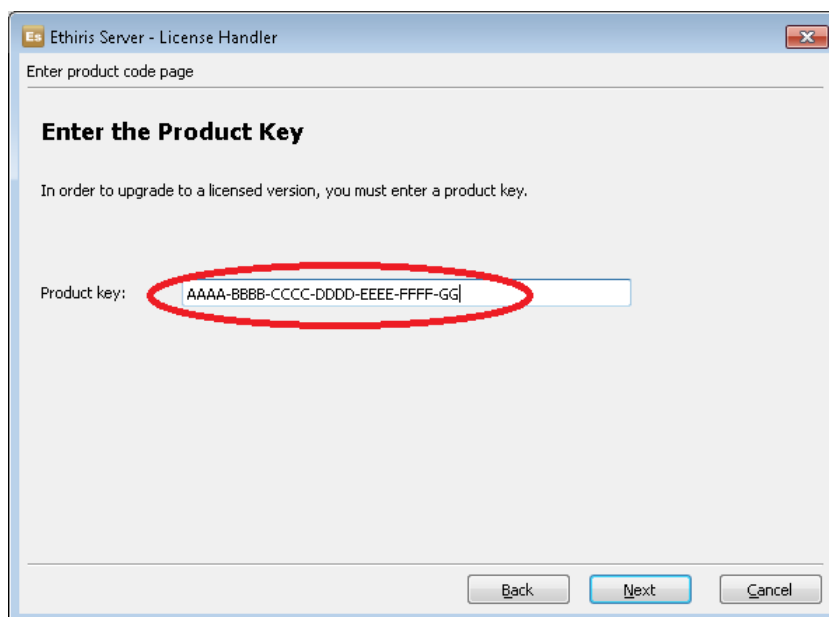 Es Ethiris Server - License Handler
Enter product code page
Enter the Product Key
In order to upgrade to a licensed version, you must enter a product key.
Product key: AAAA-BBBB-CCCC-DDDD-EEEE-FFFF-GG
Back Next Cancel